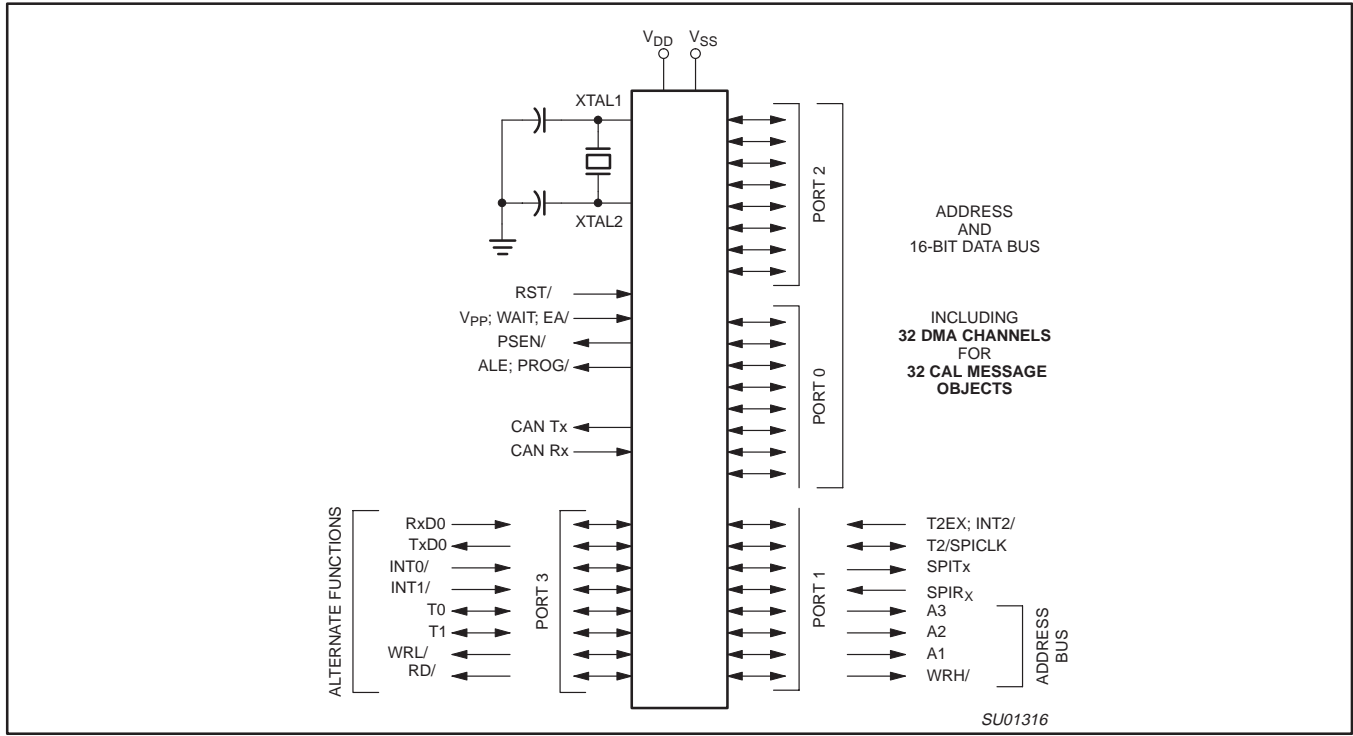 VDD VSS
XTAL1
XTAL2
PORT 2
ADDRESS
AND
16-BIT DATA BUS
RST/
VPP; WAIT; EA/
PSEN/
ALE; PROG/
PORT 0
INCLUDING
32 DMA CHANNELS
FOR
32 CAL MESSAGE
OBJECTS
CAN Tx
CAN Rx
ALTERNATE FUNCTIONS
RxD0
TxD0
INT0/
INT1/
T0
T1
WRL/
RD/
PORT 3
PORT 1
T2EX; INT2/
T2/SPICLK
SPITx
SPIRX
A3
A2
A1
WRH/
ADDRESS
BUS
SU01316